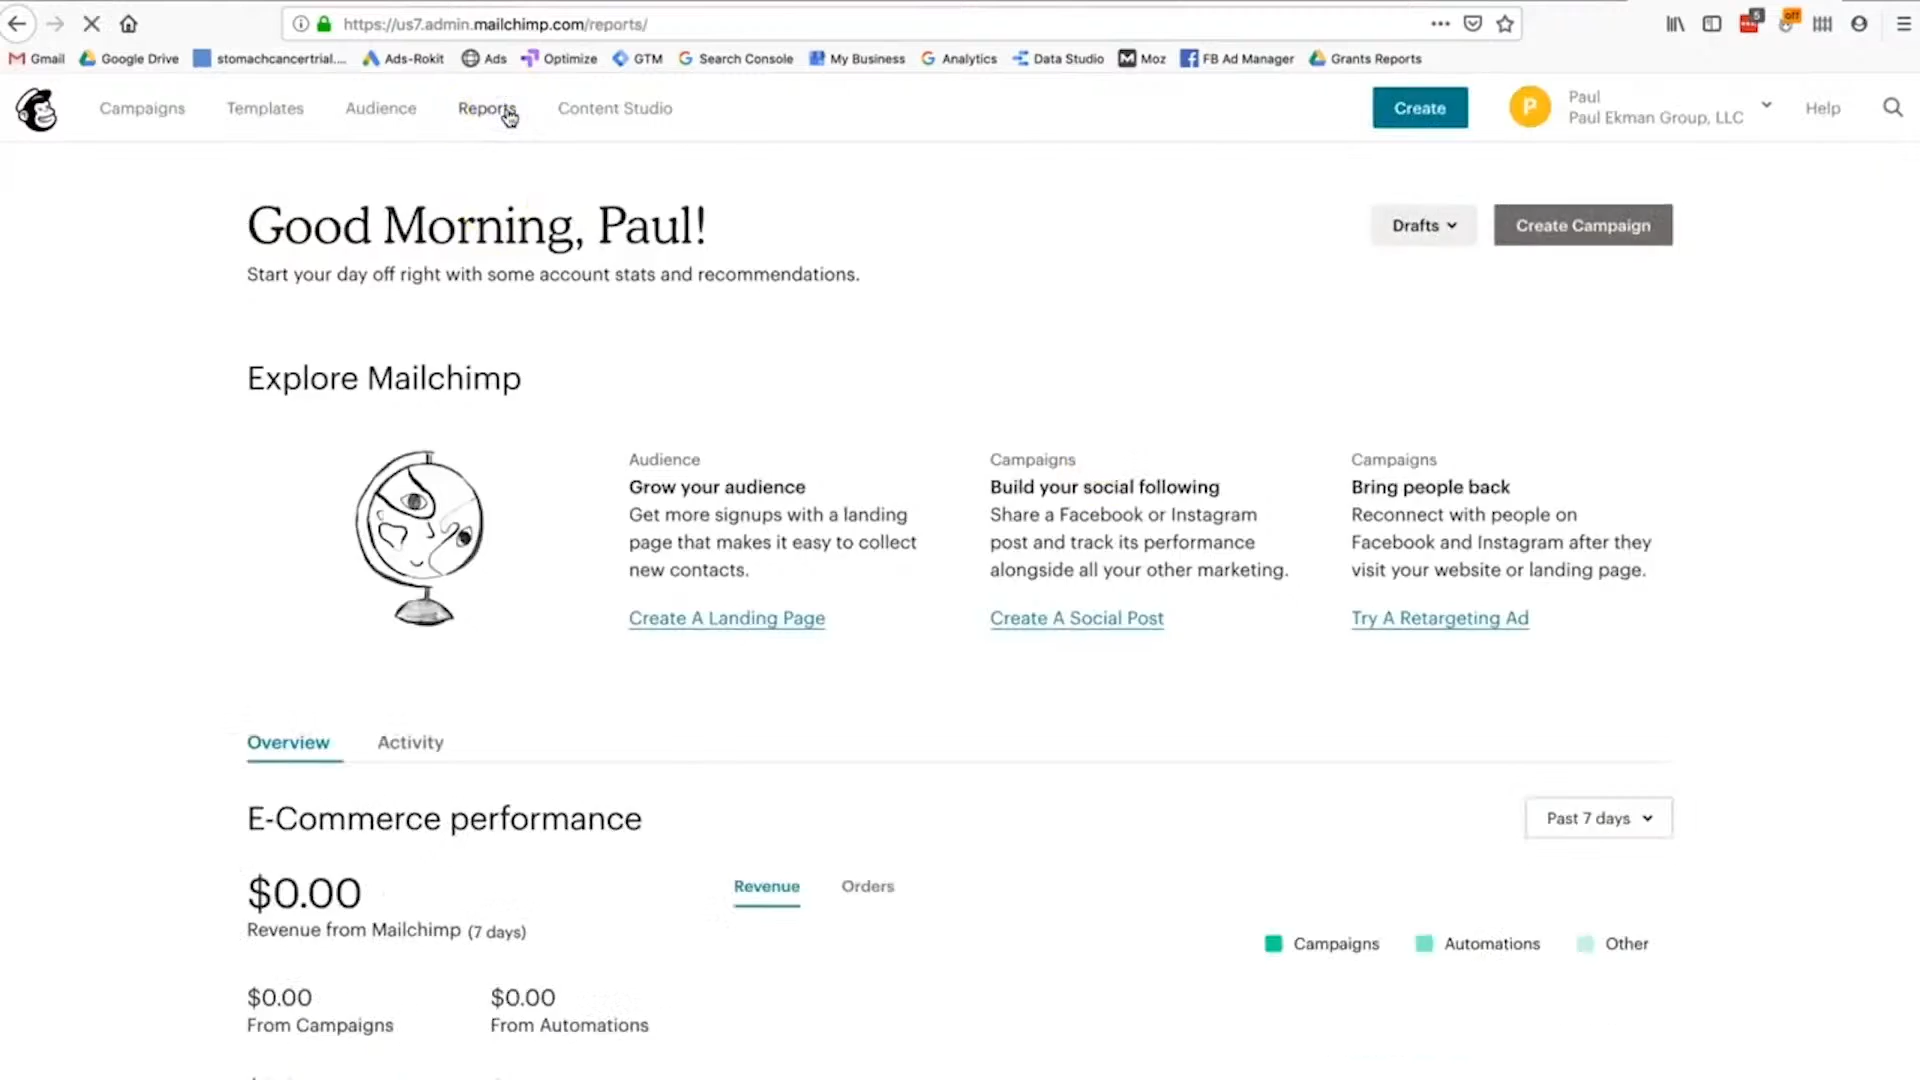 https://us7.admin.mailchimp.com/reports/
5
off
Gmail Google Drive stomachcancertrial.... Ads-Rokit Ads Optimize GTM Search Console My Business Analytics Data Studio Moz FB Ad Manager Grants Reports
Campaigns Templates Audience Reports Content Studio Create P Paul Help
Paul Ekman Group, LLC
Good Morning, Paul!
Drafts Create Campaign
Start your day off right with some account stats and recommendations.
Explore Mailchimp
Audience
Grow your audience
Get more signups with a landing
page that makes it easy to collect
new contacts.
Create A Landing Page
Campaigns
Build your social following
Share a Facebook or Instagram
post and track its performance
alongside all your other marketing.
Create A Social Post
Campaigns
Bring people back
Reconnect with people on
Facebook and Instagram after they
visit your website or landing page.
Try A Retargeting Ad
Overview Activity
E-Commerce performance Past 7 days
$0.00
Revenue from Mailchimp (7 days)
Revenue Orders
Campaigns Automations Other
$0.00 $0.00
From Campaigns From Automations